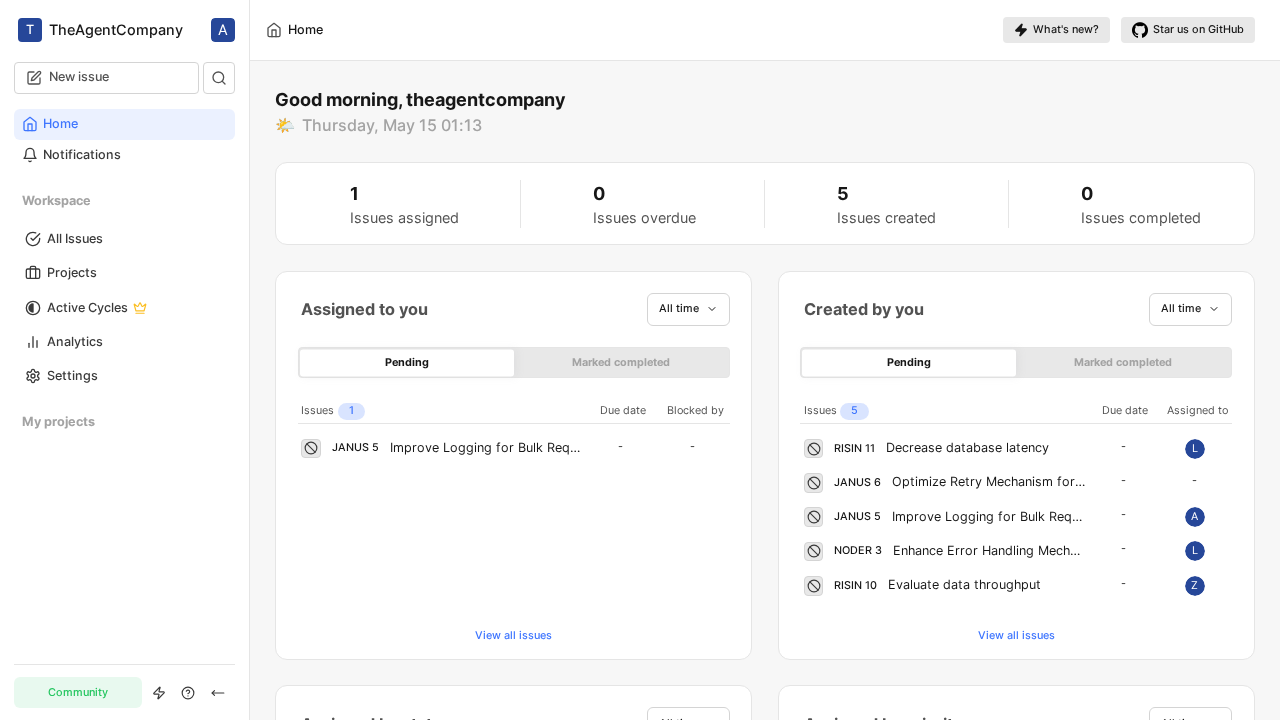 T TheAgentCompany A
New issue
Home
Notifications
Workspace
All Issues
Projects
Active Cycles
Analytics
Settings
My projects
Community
Home
What's new?
Star us on GitHub
Good morning, theagentcompany
Thursday, May 15 01:13
1
Issues assigned
0
Issues overdue
5
Issues created
0
Issues completed
Assigned to you All time
Pending Marked completed
Issues 1 Due date Blocked by
JANUS 5 Improve Logging for Bulk Req... - -
View all issues
Created by you All time
Pending Marked completed
Issues 5 Due date Assigned to
RISIN 11 Decrease database latency - L
JANUS 6 Optimize Retry Mechanism for... - -
JANUS 5 Improve Logging for Bulk Req... - A
NODER 3 Enhance Error Handling Mech... - L
RISIN 10 Evaluate data throughput - Z
View all issues